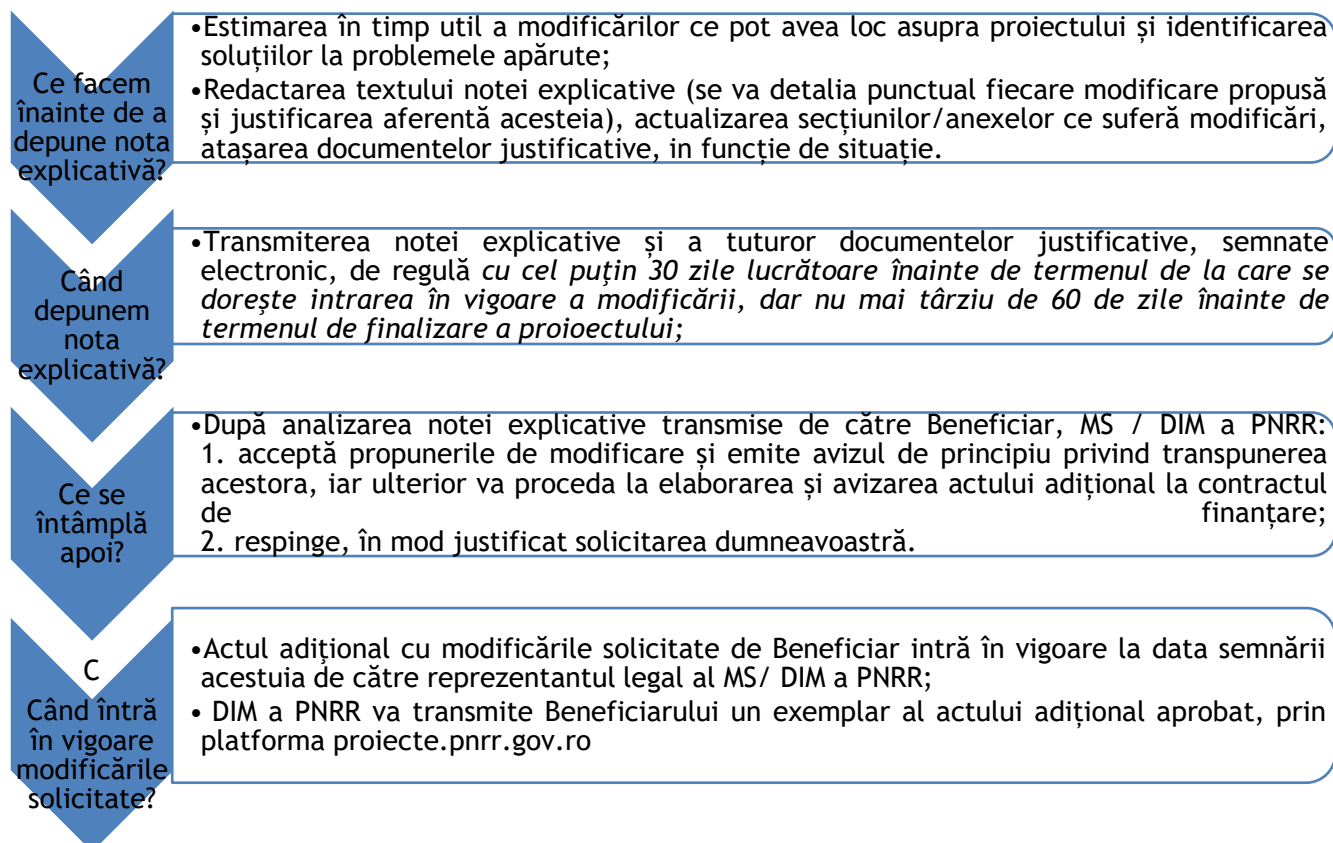 Ce facem
înainte de a
depune nota
explicativă?
•Estimarea în timp util a modificărilor ce pot avea loc asupra proiectului și identificarea
soluțiilor la problemele apărute;
•Redactarea textului notei explicative (se va detalia punctual fiecare modificare propusă
și justificarea aferentă acesteia), actualizarea secțiunilor/anexelor ce suferă modificări,
atașarea documentelor justificative, in funcție de situație.
Când
depunem
nota
explicativă?
•Transmiterea notei explicative și a tuturor documentelor justificative, semnate
electronic, de regulă cu cel puțin 30 zile lucrătoare înainte de termenul de la care se
dorește intrarea în vigoare a modificării, dar nu mai târziu de 60 de zile înainte de
termenul de finalizare a proioectului;
Ce se
întâmplă
apoi?
•După analizarea notei explicative transmise de către Beneficiar, MS / DIM a PNRR:
1. acceptă propunerile de modificare și emite avizul de principiu privind transpunerea
acestora, iar ulterior va proceda la elaborarea și avizarea actului adițional la contractul
de finanțare;
2. respinge, în mod justificat solicitarea dumneavoastră.
C
Când întră
în vigoare
modificările
solicitate?
•Actul adiţional cu modificările solicitate de Beneficiar intră în vigoare la data semnării
acestuia de către reprezentantul legal al MS/ DIM a PNRR;
• DIM a PNRR va transmite Beneficiarului un exemplar al actului adițional aprobat, prin
platforma proiecte.pnrr.gov.ro